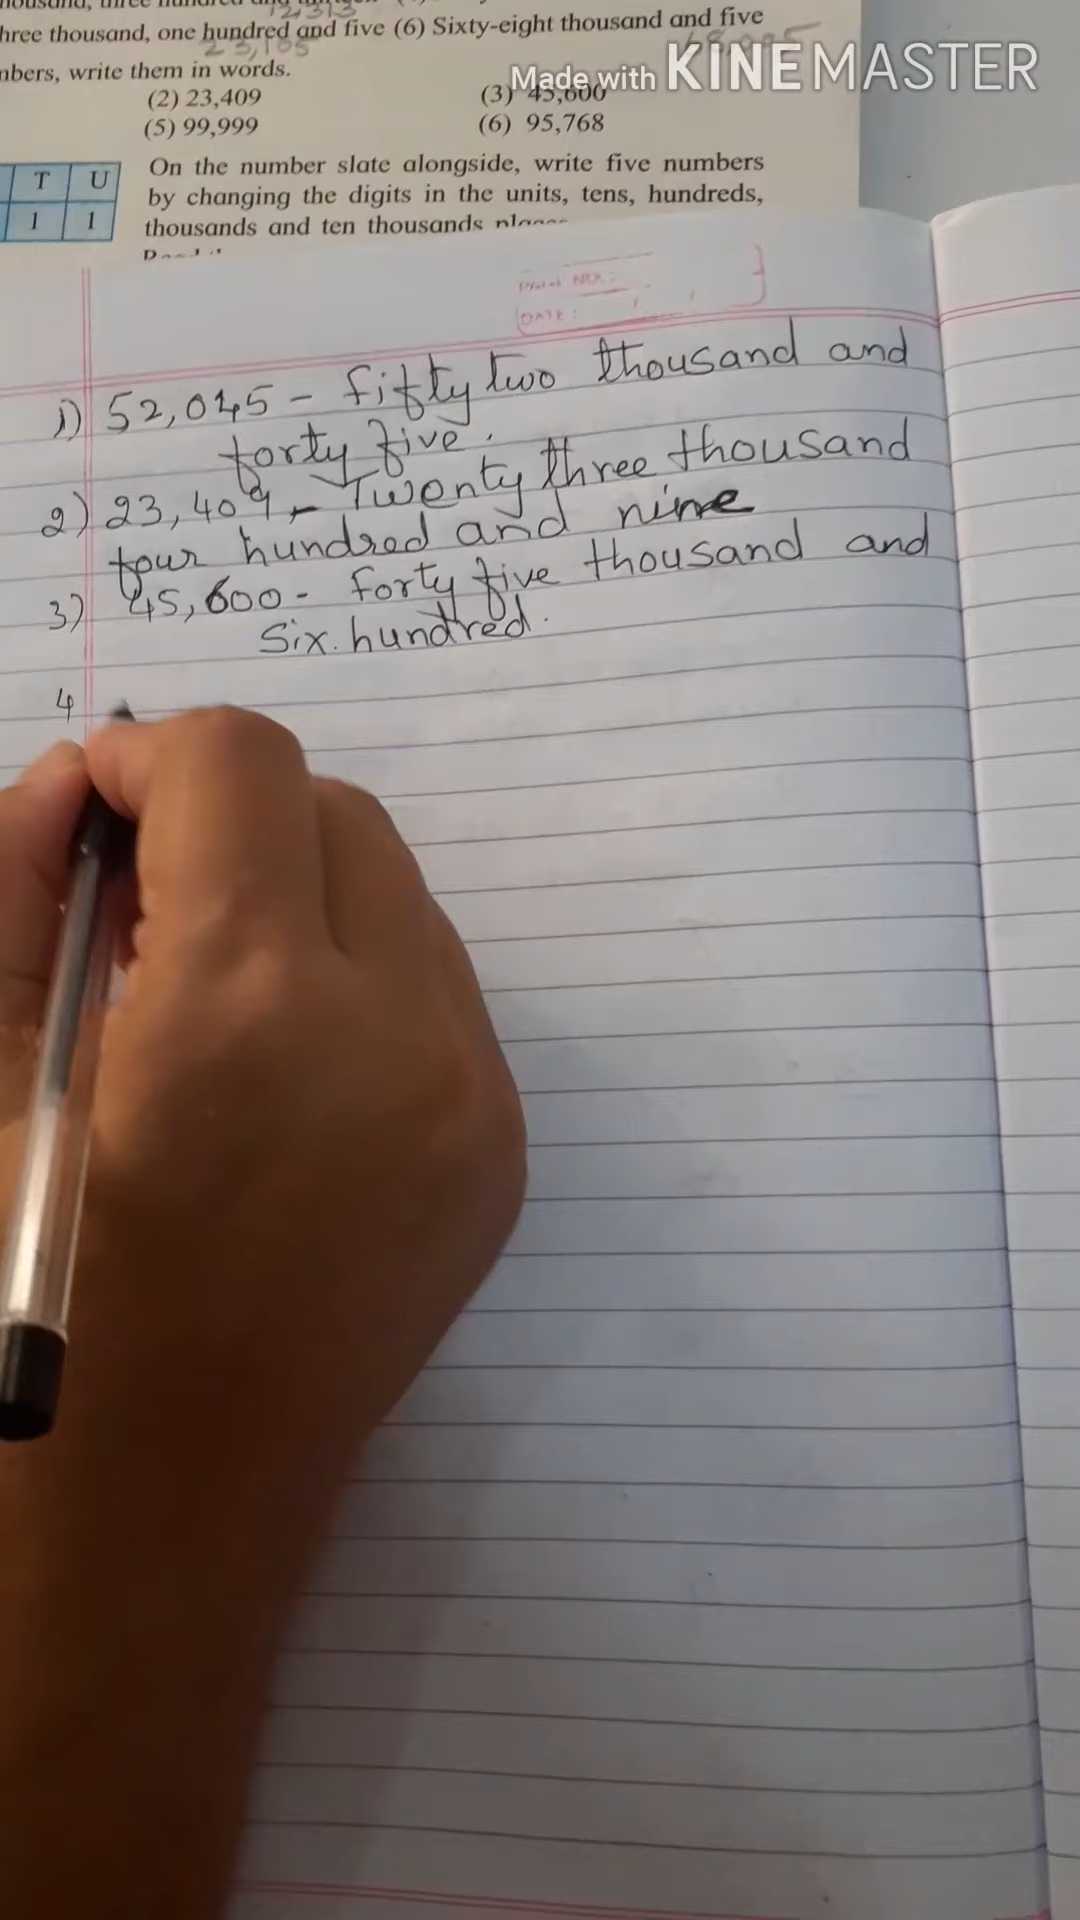 hree thousand, one hundred and five (6) Sixty-eight thousand and five
23,105
nbers, write them in words.
Made with KINEMASTER
(2) 23,409 (3) 45,600
(5) 99,999 (6) 95,768
T U
1 1
On the number slate alongside, write five numbers
by changing the digits in the units, tens, hundreds,
thousands and ten thousands
DATE :
1) 52,045 - fifty two thousand and
forty five.
2) 23,409 - Twenty three thousand
four hundred and nine
3) 45,600 - forty five thousand and
Six. hundred.
4